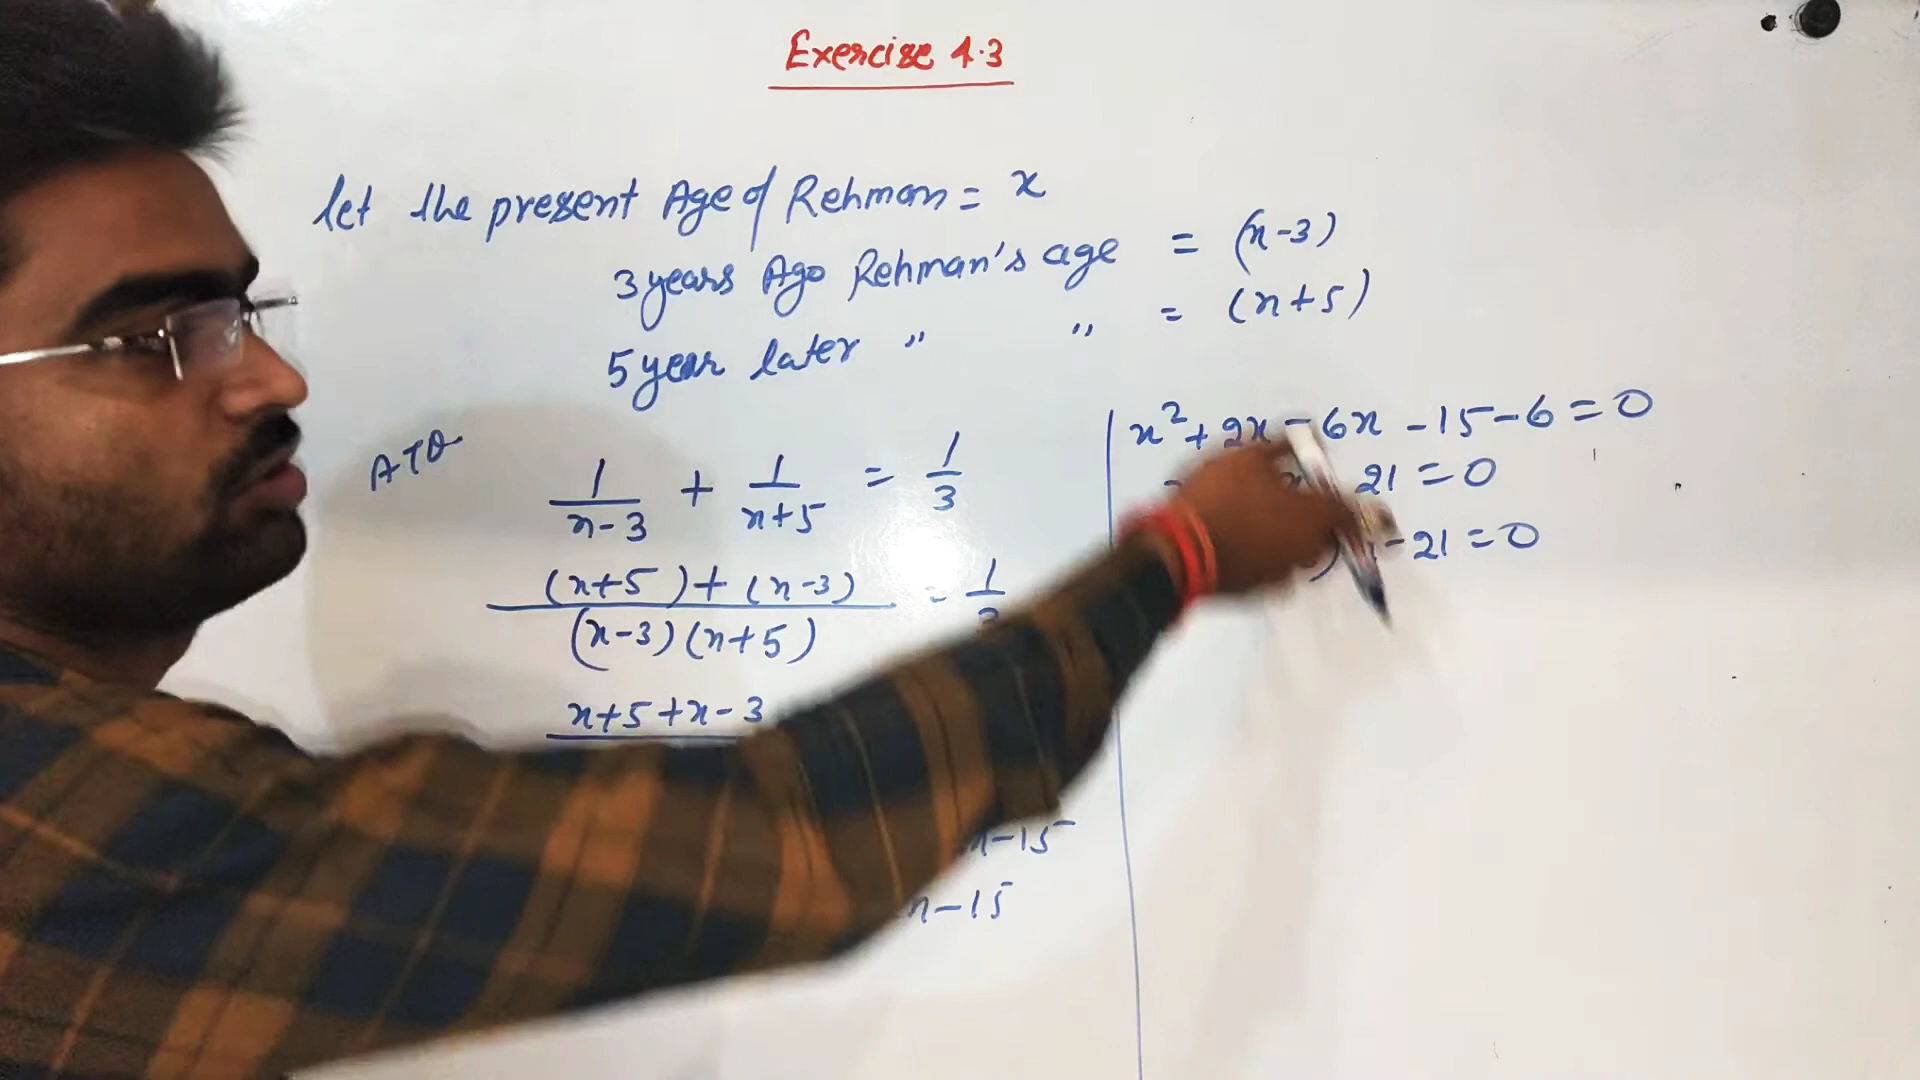 Exercise 4.3
let the present Age of Rehman = x
3 years Ago Rehman's age = (x-3)
5 year later " " = (x+5)
ATQ
1/(x-3) + 1/(x+5) = 1/3
((x+5)+(x-3))/((x-3)(x+5)) = 1/3
x+5+x-3
x-15
x-15
x²+2x-6x-15-6=0
21=0
-21=0